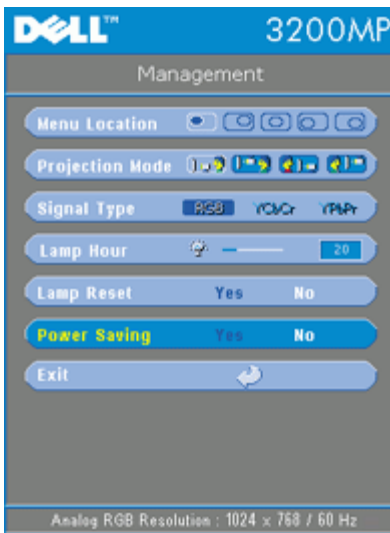 DELL™ 3200MP
Management
Menu Location
Projection Mode
Signal Type RGB YCbCr YPbPr
Lamp Hour 20
Lamp Reset Yes No
Power Saving Yes No
Exit
Analog RGB Resolution : 1024 x 768 / 60 Hz